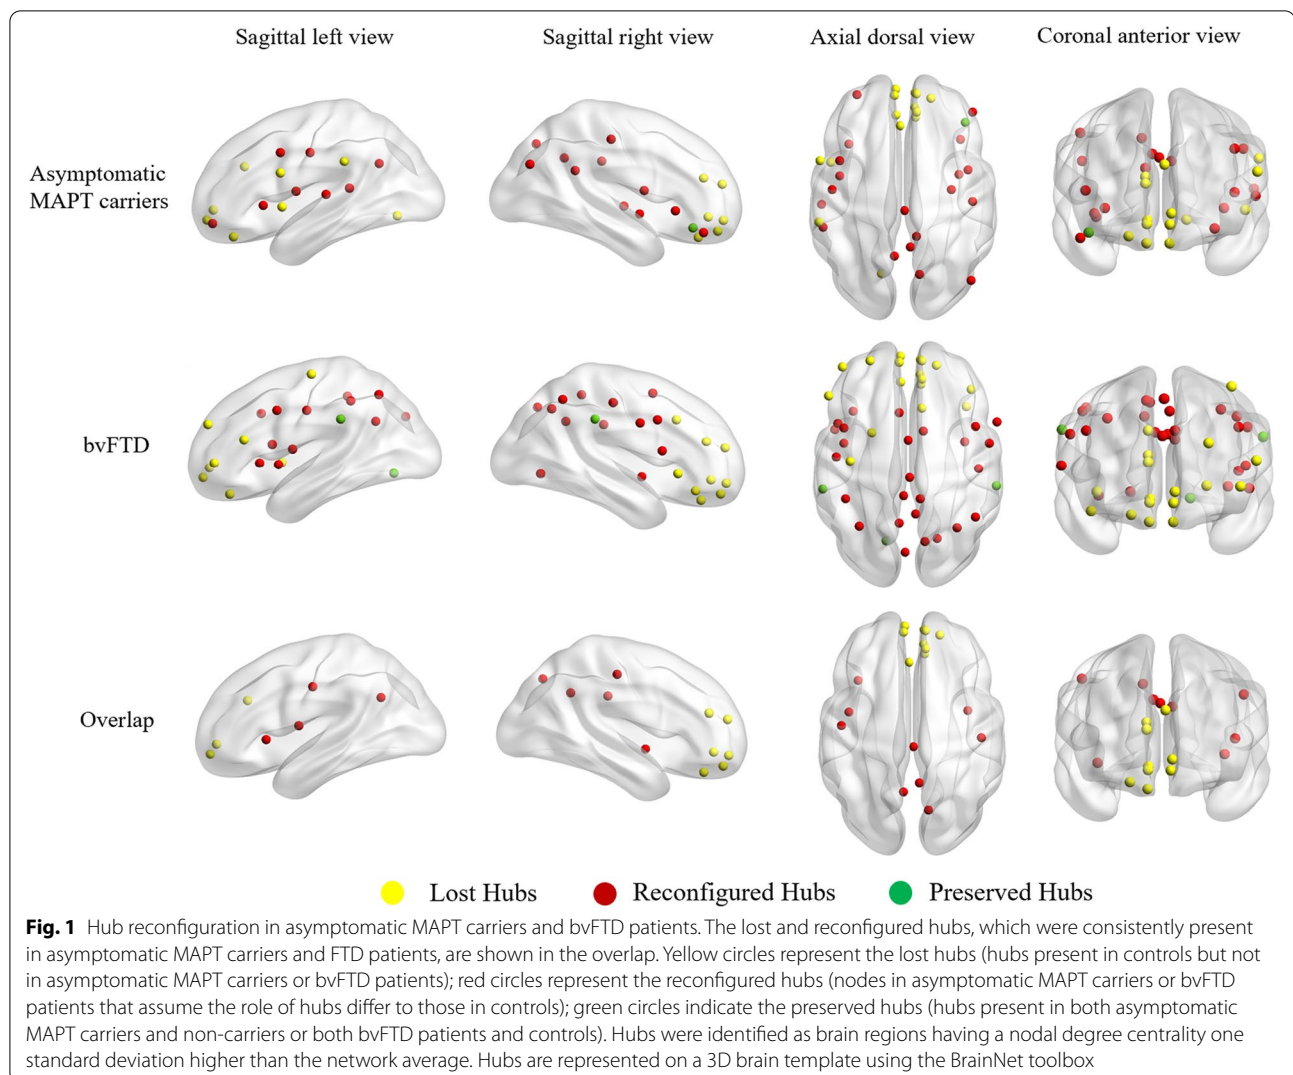 Sagittal left view Sagittal right view Axial dorsal view Coronal anterior view
Asymptomatic
MAPT carriers
bvFTD
Overlap
Lost Hubs Reconfigured Hubs Preserved Hubs
Fig. 1 Hub reconfiguration in asymptomatic MAPT carriers and bvFTD patients. The lost and reconfigured hubs, which were consistently present
in asymptomatic MAPT carriers and FTD patients, are shown in the overlap. Yellow circles represent the lost hubs (hubs present in controls but not
in asymptomatic MAPT carriers or bvFTD patients); red circles represent the reconfigured hubs (nodes in asymptomatic MAPT carriers or bvFTD
patients that assume the role of hubs differ to those in controls); green circles indicate the preserved hubs (hubs present in both asymptomatic
MAPT carriers and non-carriers or both bvFTD patients and controls). Hubs were identified as brain regions having a nodal degree centrality one
standard deviation higher than the network average. Hubs are represented on a 3D brain template using the BrainNet toolbox